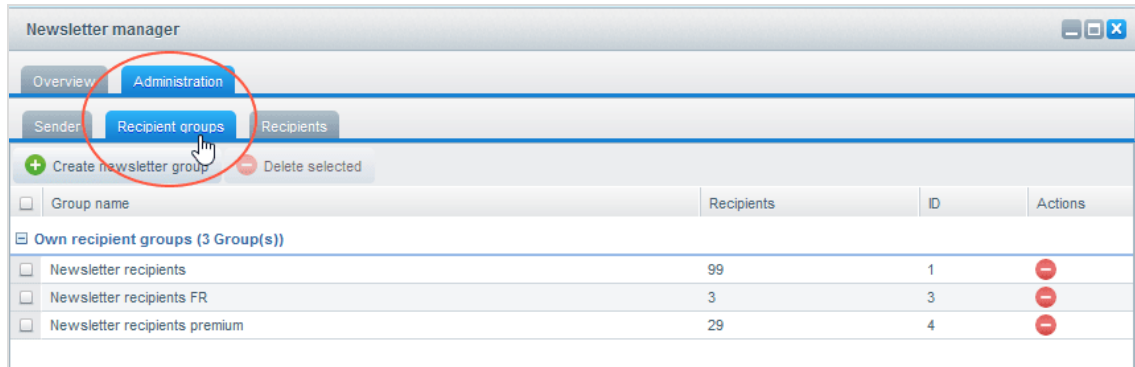 Newsletter manager
Overview Administration
Sender Recipient groups Recipients
Create newsletter group Delete selected
Group name Recipients ID Actions
Own recipient groups (3 Group(s))
Newsletter recipients 99 1
Newsletter recipients FR 3 3
Newsletter recipients premium 29 4